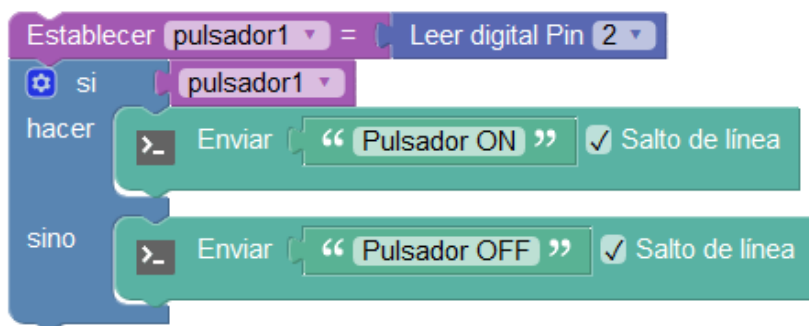 Establecer pulsador1 = Leer digital Pin 2
si pulsador1
hacer >_ Enviar “ Pulsador ON ” Salto de línea
sino >_ Enviar “ Pulsador OFF ” Salto de línea